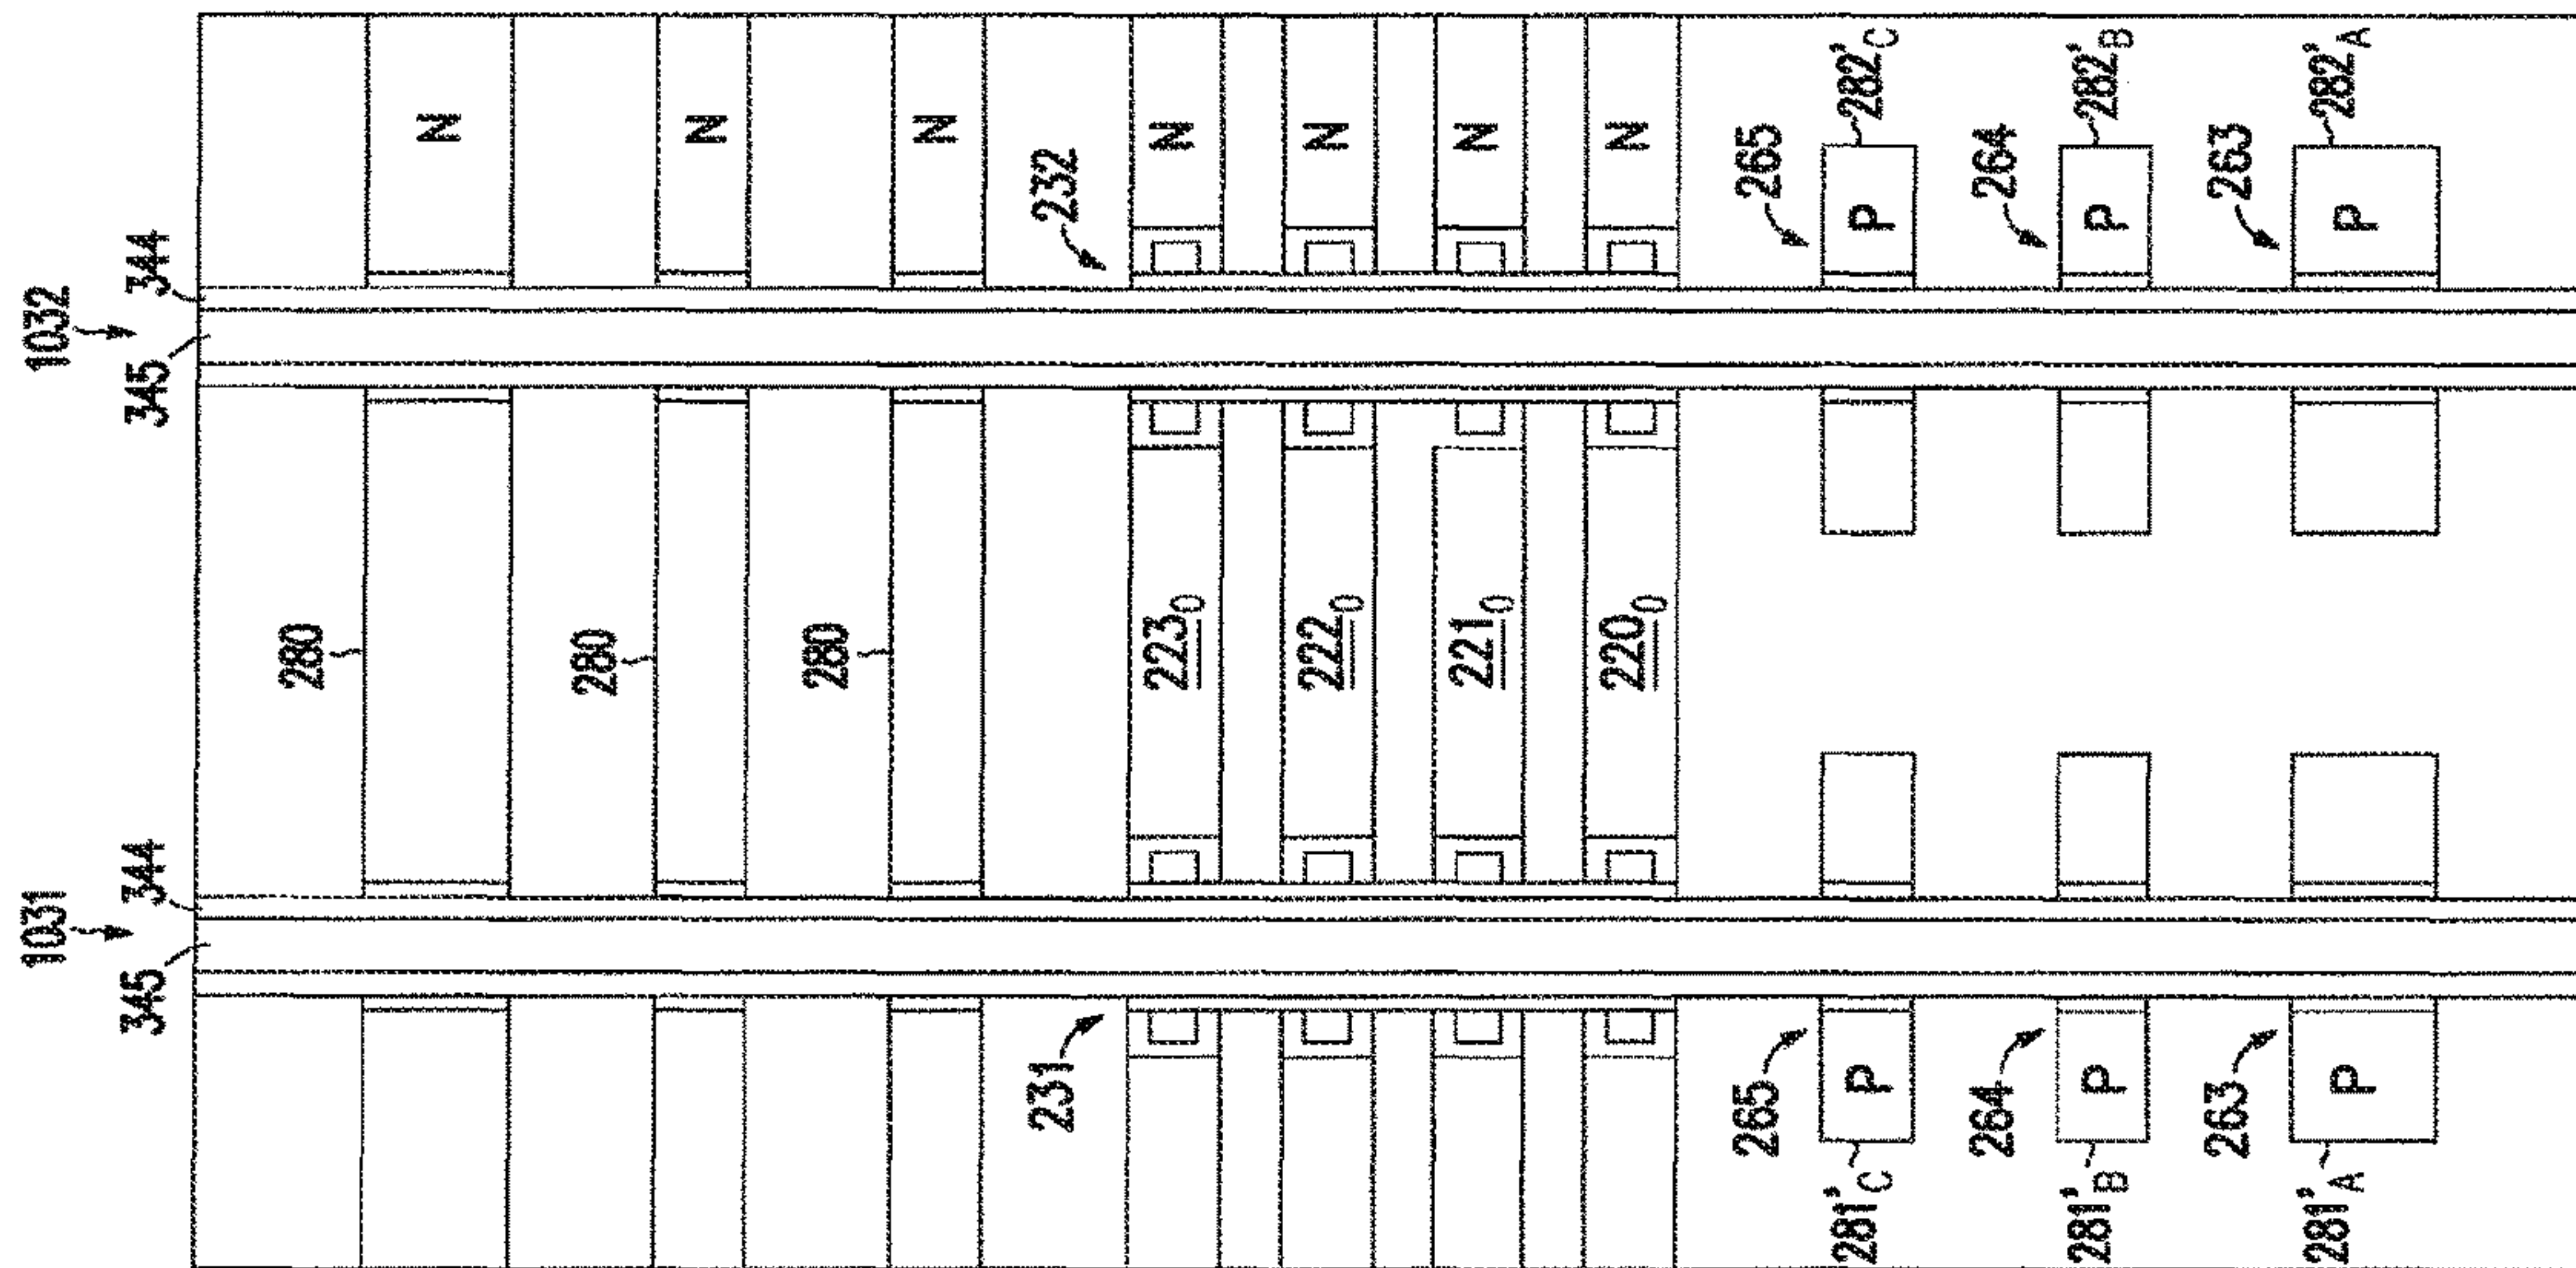 1031 1032
345 344 345 344
280 N
280 N
280 N
231 232
223₀ N
222₀ N
221₀ N
220₀ N
265 265
281'C P P 282'C
264 264
281'B P P 282'B
263 263
281'A P P 282'A